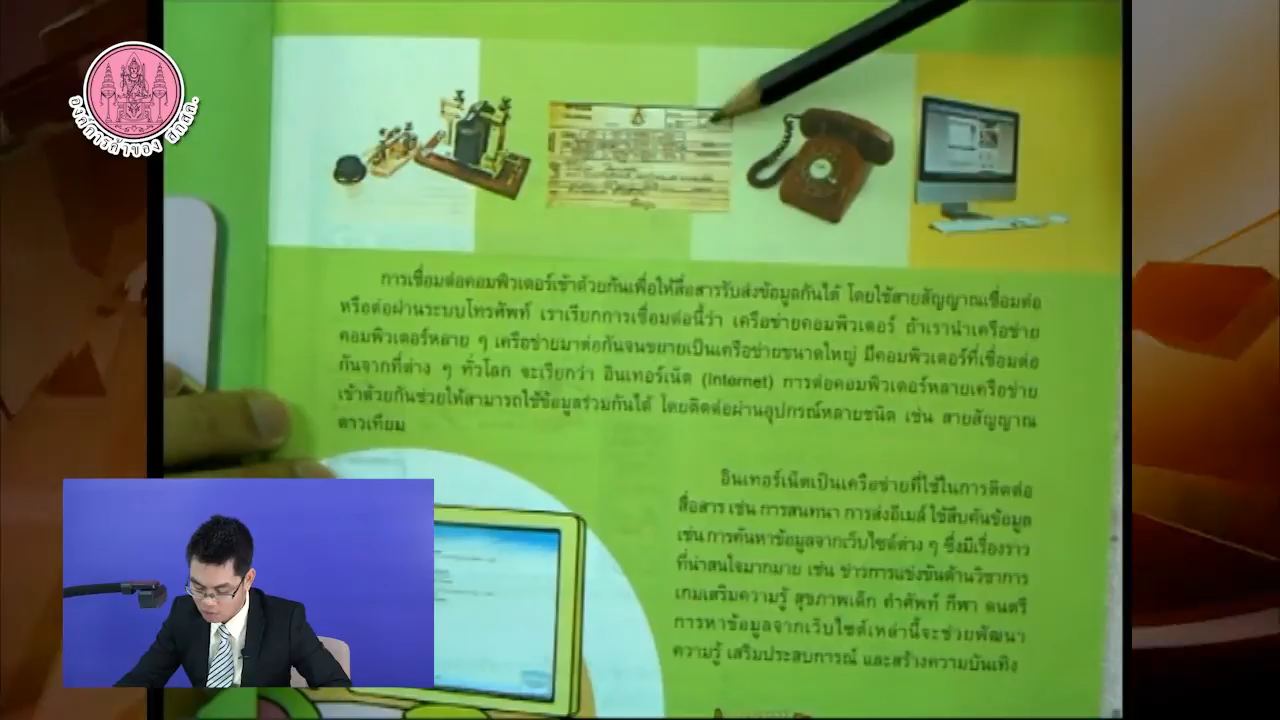 องค์การค้าของ สกสค.
การเชื่อมต่อคอมพิวเตอร์เข้าด้วยกันเพื่อให้สื่อสารรับส่งข้อมูลกันได้ โดยใช้สายสัญญาณเชื่อมต่อ
หรือต่อผ่านระบบโทรศัพท์ เราเรียกการเชื่อมต่อนี้ว่า เครือข่ายคอมพิวเตอร์ ถ้าเรานำเครือข่าย
คอมพิวเตอร์หลาย ๆ เครือข่ายมาต่อกันจนขยายเป็นเครือข่ายขนาดใหญ่ มีคอมพิวเตอร์ที่เชื่อมต่อ
กันจากที่ต่าง ๆ ทั่วโลก จะเรียกว่า อินเทอร์เน็ต (Internet) การต่อคอมพิวเตอร์หลายเครือข่าย
เข้าด้วยกันช่วยให้สามารถใช้ข้อมูลร่วมกันได้ โดยติดต่อผ่านอุปกรณ์หลายชนิด เช่น สายสัญญาณ
ดาวเทียม
อินเทอร์เน็ตเป็นเครือข่ายที่ใช้ในการติดต่อ
สื่อสาร เช่น การสนทนา การส่งอีเมล์ ใช้สืบค้นข้อมูล
เช่น การค้นหาข้อมูลจากเว็บไซต์ต่าง ๆ ซึ่งมีเรื่องราว
ที่น่าสนใจมากมาย เช่น ข่าวการแข่งขันด้านวิชาการ
เกมเสริมความรู้ สุขภาพเด็ก คำศัพท์ กีฬา ดนตรี
การหาข้อมูลจากเว็บไซต์เหล่านี้จะช่วยพัฒนา
ความรู้ เสริมประสบการณ์ และสร้างความบันเทิง